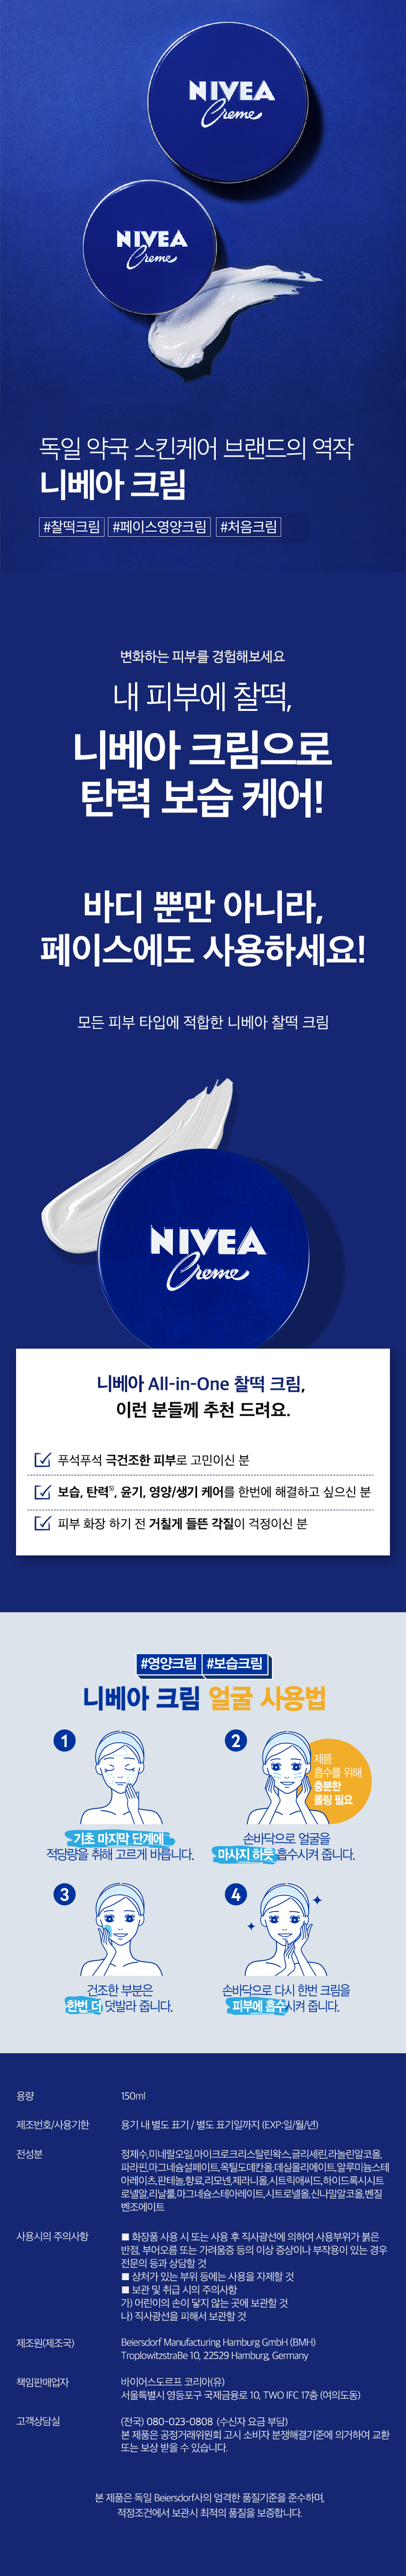 NIVEA
Creme
NIVEA
Creme
독일 약국 스킨케어 브랜드의 역작
니베아 크림
#찰떡크림 #페이스영양크림 #처음크림
변화하는 피부를 경험해보세요
내 피부에 찰떡,
니베아 크림으로
탄력 보습 케어!
바디 뿐만 아니라,
페이스에도 사용하세요!
모든 피부 타입에 적합한 니베아 찰떡 크림
NIVEA
Creme
니베아 All-in-One 찰떡 크림,
이런 분들께 추천 드려요.
푸석푸석 극건조한 피부로 고민이신 분
보습, 탄력5), 윤기, 영양/생기 케어를 한번에 해결하고 싶으신 분
피부 화장 하기 전 거칠게 들뜬 각질이 걱정이신 분
#영양크림 #보습크림
니베아 크림 얼굴 사용법
1
기초 마지막 단계에
적당량을 취해 고르게 바릅니다.
2
제품
흡수를 위해
충분한
롤링 필요
손바닥으로 얼굴을
마사지 하듯 흡수시켜 줍니다.
3
건조한 부분은
한번 더 덧발라 줍니다.
4
손바닥으로 다시 한번 크림을
피부에 흡수시켜 줍니다.
용량 150ml
제조번호/사용기한 용기 내 별도 표기 / 별도 표기일까지 (EXP:일/월/년)
전성분 정제수,미네랄오일,마이크로크리스탈린왁스,글리세린,라놀린알코올,
파라핀,마그네슘설페이트,옥틸도데칸올,데실올리에이트,알루미늄스테
아레이츠,판테놀,향료,리모넨,제라니올,시트릭애씨드,하이드록시시트
로넬알,리날룰,마그네슘스테아레이트,시트로넬올,신나밀알코올,벤질
벤조에이트
사용시의 주의사항 ■ 화장품 사용 시 또는 사용 후 직사광선에 의하여 사용부위가 붉은
반점, 부어오름 또는 가려움증 등의 이상 증상이나 부작용이 있는 경우
전문의 등과 상담할 것
■ 상처가 있는 부위 등에는 사용을 자제할 것
■ 보관 및 취급 시의 주의사항
가) 어린이의 손이 닿지 않는 곳에 보관할 것
나) 직사광선을 피해서 보관할 것
제조원(제조국) Beiersdorf Manufacturing Hamburg GmbH (BMH)
TroplowitzstraBe 10, 22529 Hamburg, Germany
책임판매업자 바이어스도르프 코리아(유)
서울특별시 영등포구 국제금융로 10, TWO IFC 17층 (여의도동)
고객상담실 (전국) 080-023-0808 (수신자 요금 부담)
본 제품은 공정거래위원회 고시 소비자 분쟁해결기준에 의거하여 교환
또는 보상 받을 수 있습니다.
본 제품은 독일 Beiersdorf사의 엄격한 품질기준을 준수하며,
적정조건에서 보관시 최적의 품질을 보증합니다.